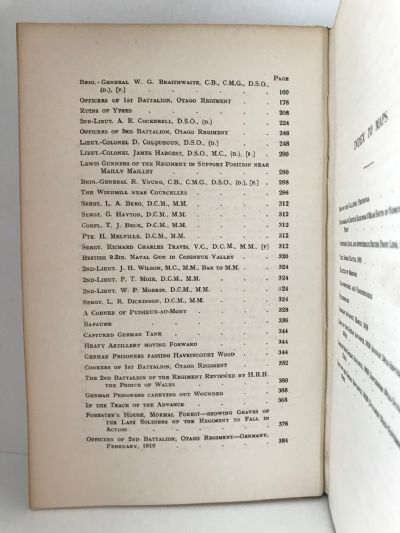 Page
Brig.-General W. G. Braithwaite, C.B., C.M.G., D.S.O.,
(D.), [F.] . . . . . 160
Officers of 1st Battalion, Otago Regiment . . 176
Ruins of Ypres . . . . . 208
2nd-Lieut. A. R. Cockerell, D.S.O., (D) . . 224
Officers of 3rd Battalion, Otago Regiment . . 248
Lieut.-Colonel D. Colquhoun, D.S.O., (D) . . 248
Lieut.-Colonel James Hargest, D.S.O., M.C., (D), [F] . 280
Lewis Gunners of the Regiment in Support Position near
Mailly Maillet . . . . . 280
Brig.-General R. Young, C.B., C.M.G., D.S.O., (D), [F.] . 288
The Windmill near Courcelles . . . 296
Sergt. L. A. Berg, D.C.M., M.M. . . . 312
Sergt. G. Hayton, D.C.M., M.M. . . . 312
Corpl. T. J. Beck, D.C.M., M.M. . . . 312
Pte. H. Melville, D.C.M., M.M. . . . 312
Sergt. Richard Charles Travis, V.C., D.C.M., M.M., [F] 312
British 9.2in. Naval Gun in Coigneux Valley . . 320
2nd-Lieut. J. H. Wilson, M.C., M.M., Bar to M.M. . 324
2nd-Lieut. P. T. Moir, D.C.M., M.M. . . 324
2nd-Lieut. W. P. Morrin, D.C.M., M.M. . . 324
Sergt. L. R. Dickinson, D.C.M., M.M. . . 324
A Corner of Puisieux-au-Mont . . . 328
Bapaume . . . . . 336
Captured German Tank . . . . 344
Heavy Artillery moving Forward . . . 344
German Prisoners passing Havrincourt Wood . . 344
Cookers of 1st Battalion, Otago Regiment . . 352
The 2nd Battalion of the Regiment Reviewed by H.R.H.
the Prince of Wales . . . . 360
German Prisoners carrying out Wounded . . 368
In the Track of the Advance . . . 368
Forester's House, Mormal Forest—showing Graves of
the Last Soldiers of the Regiment to Fall in
Action . . . . . 376
Officers of 2nd Battalion, Otago Regiment—Germany,
February, 1919 . . . . . 384
INDEX TO MAPS